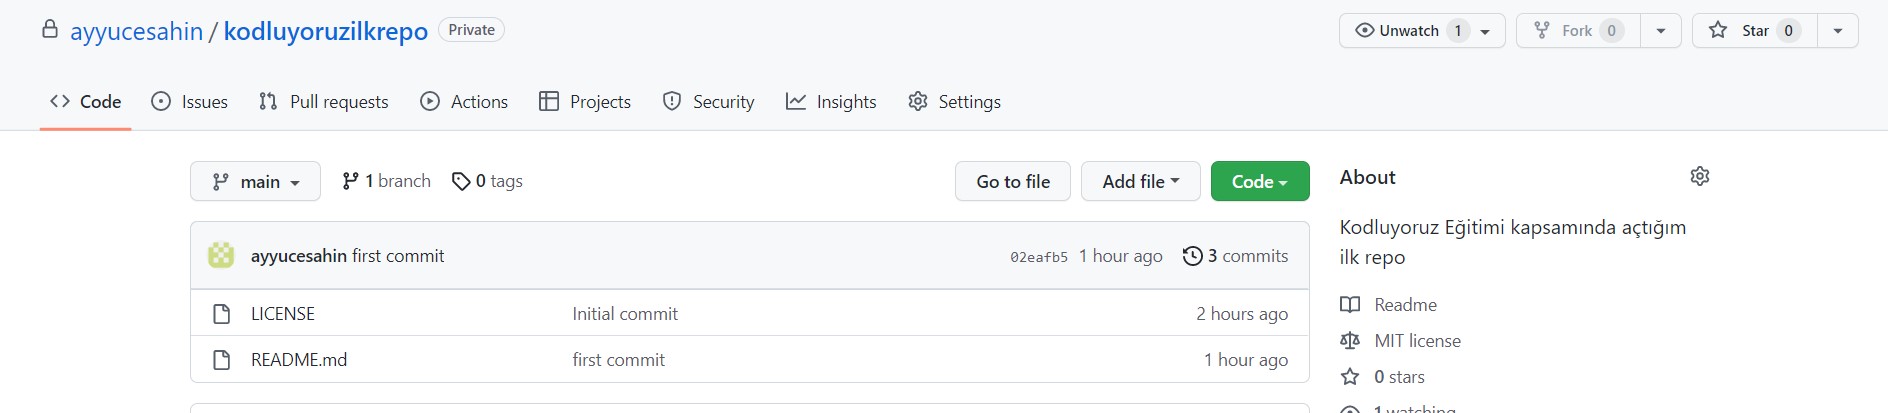 ayyucesahin / kodluyoruzilkrepo Private
Unwatch 1 Fork 0 Star 0
Code Issues Pull requests Actions Projects Security Insights Settings
main 1 branch 0 tags Go to file Add file Code
ayyucesahin first commit 02eafb5 1 hour ago 3 commits
LICENSE Initial commit 2 hours ago
README.md first commit 1 hour ago
About
Kodluyoruz Eğitimi kapsamında açtığım
ilk repo
Readme
MIT license
0 stars
1 watching